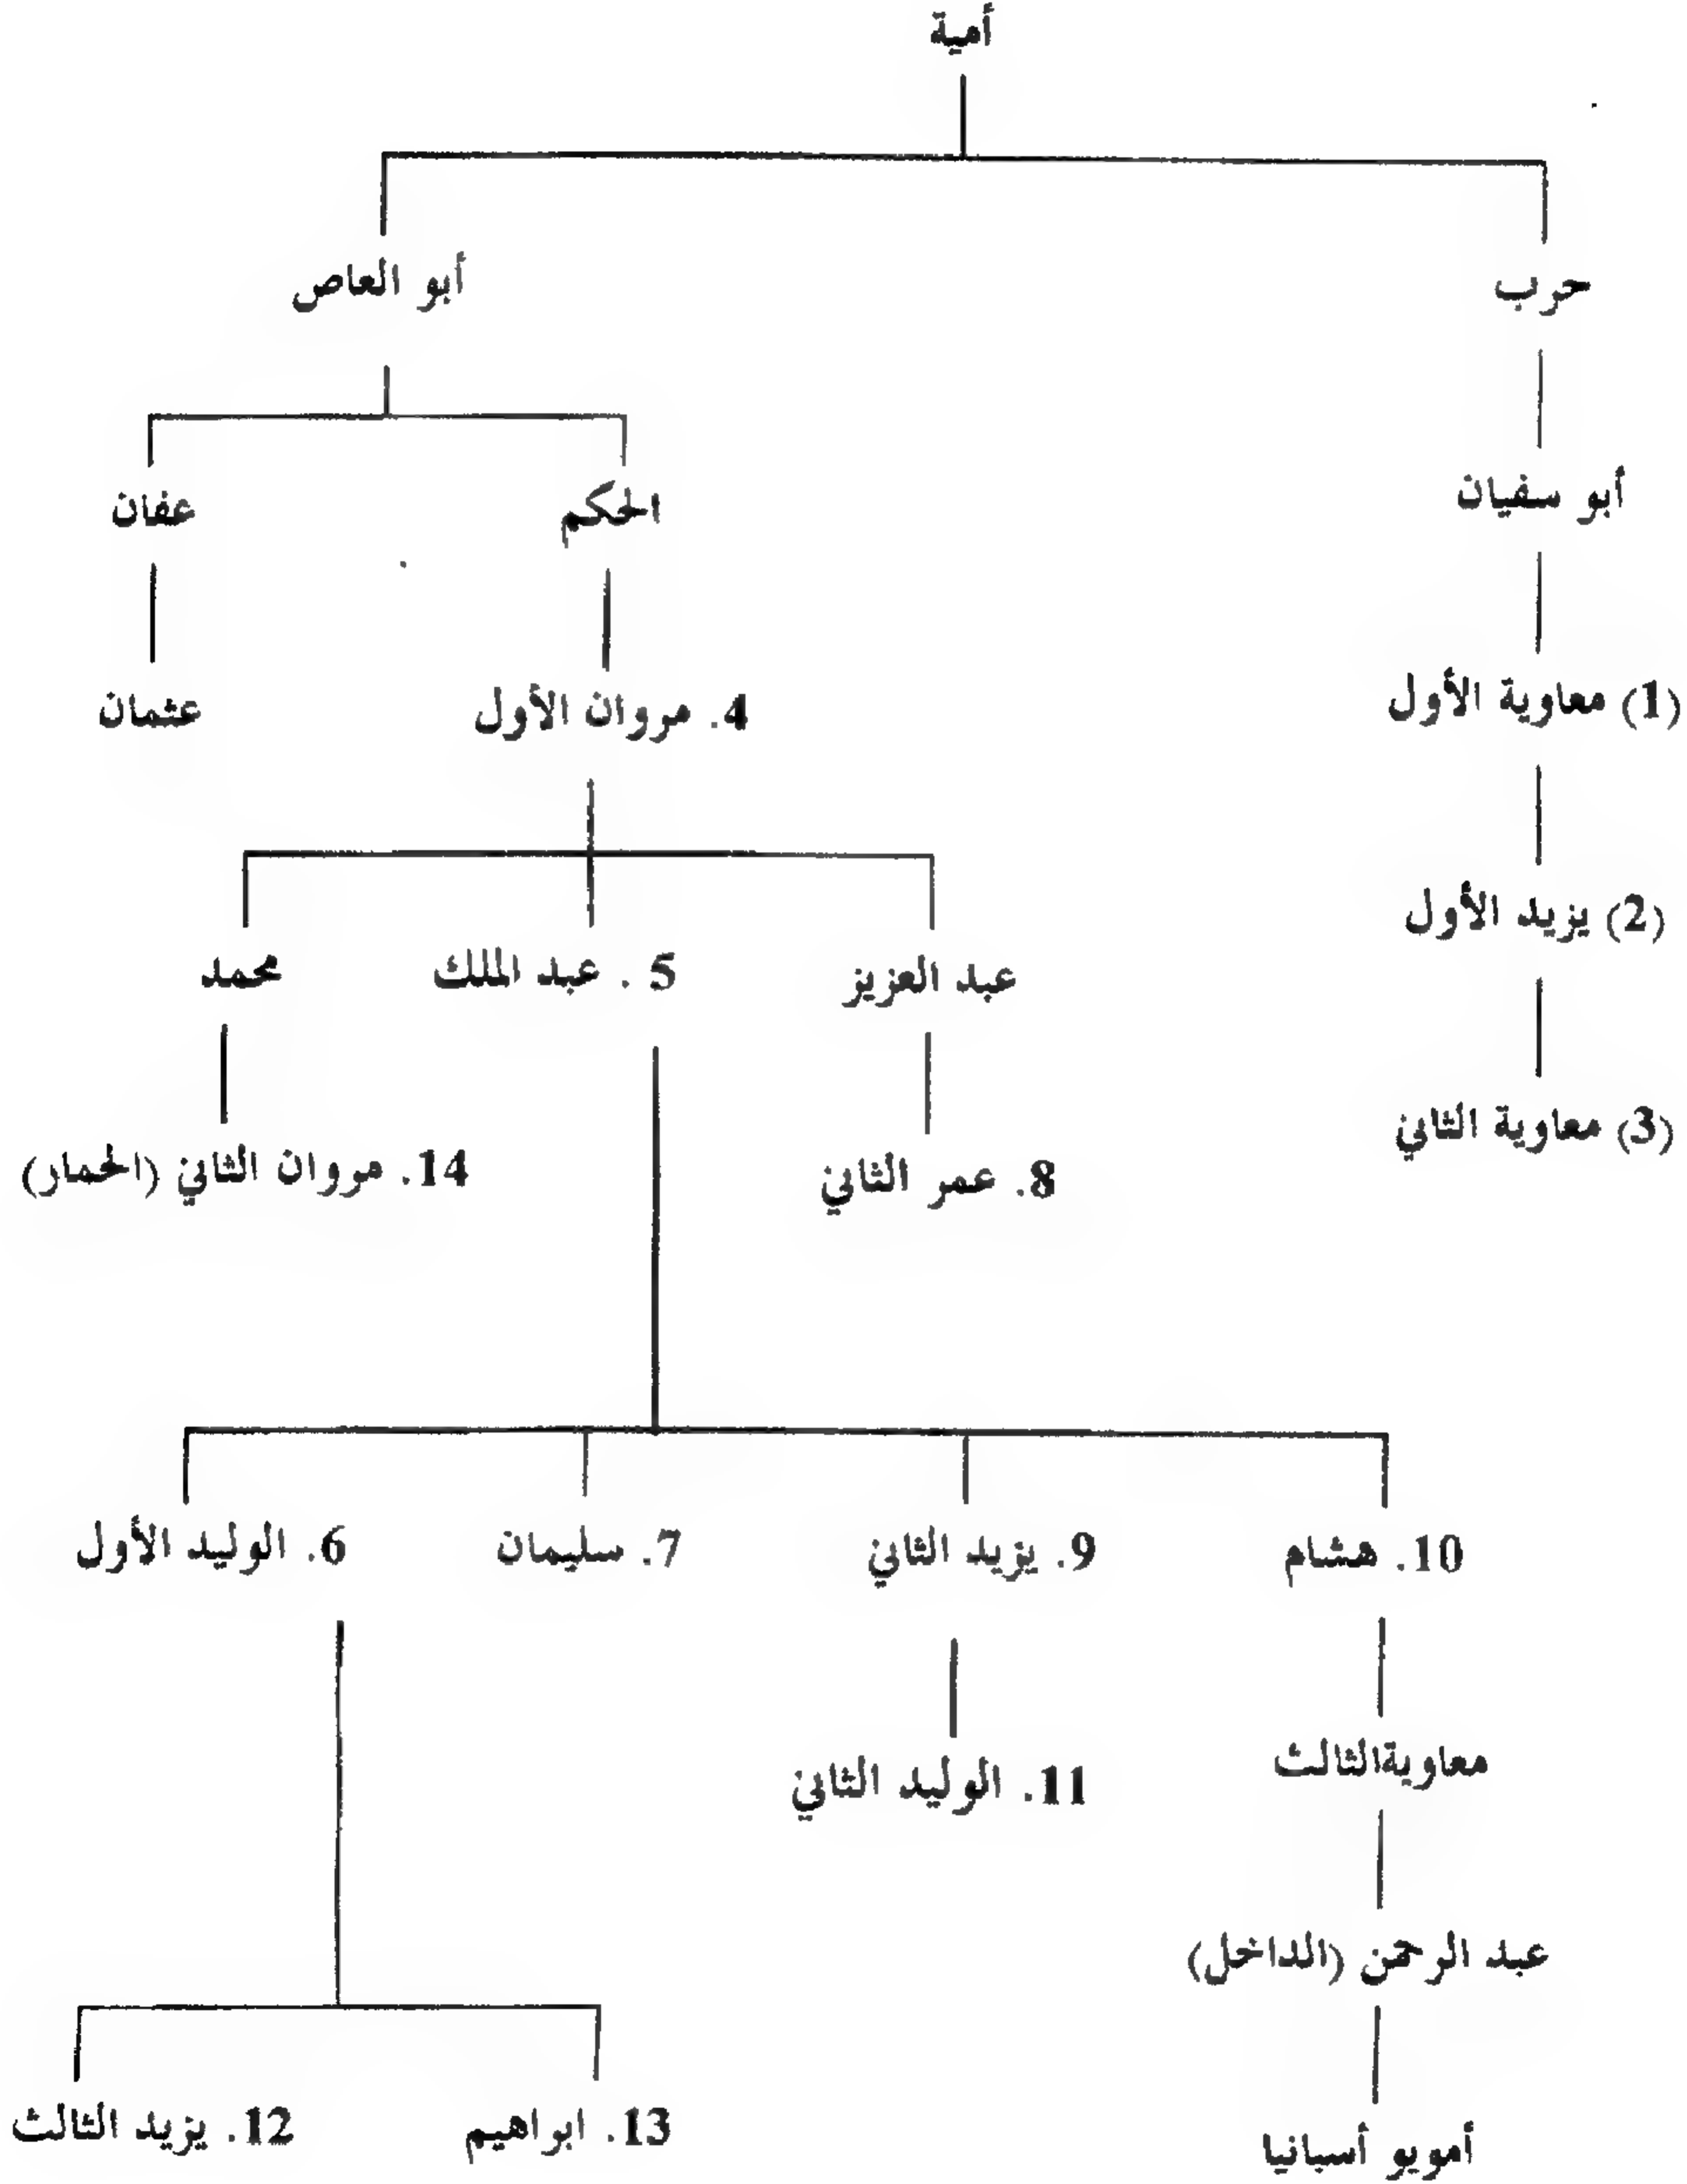 أمية
حرب
أبو العاص
أبو سفيان
الحكم
عفان
(1) معاوية الأول
4. مروان الأول
عثمان
(2) يزيد الأول
عبد العزيز
5 . عبد الملك
محمد
(3) معاوية الثاني
8. عمر الثاني
14. مروان الثاني (الحمار)
10. هشام
9. يزيد الثاني
7. سليمان
6. الوليد الأول
معاويةالثالث
11. الوليد الثاني
عبد الرحمن (الداخل)
أمويو أسبانيا
13. ابراهيم
12. يزيد الثالث